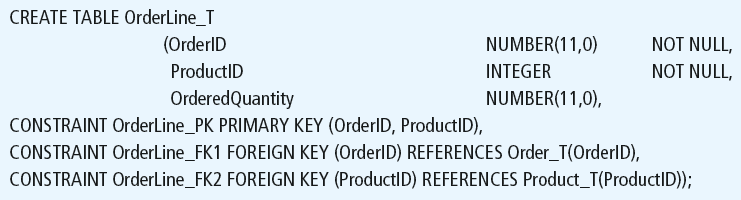 CREATE TABLE OrderLine_T
(OrderID NUMBER(11,0) NOT NULL,
ProductID INTEGER NOT NULL,
OrderedQuantity NUMBER(11,0),
CONSTRAINT OrderLine_PK PRIMARY KEY (OrderID, ProductID),
CONSTRAINT OrderLine_FK1 FOREIGN KEY (OrderID) REFERENCES Order_T(OrderID),
CONSTRAINT OrderLine_FK2 FOREIGN KEY (ProductID) REFERENCES Product_T(ProductID));